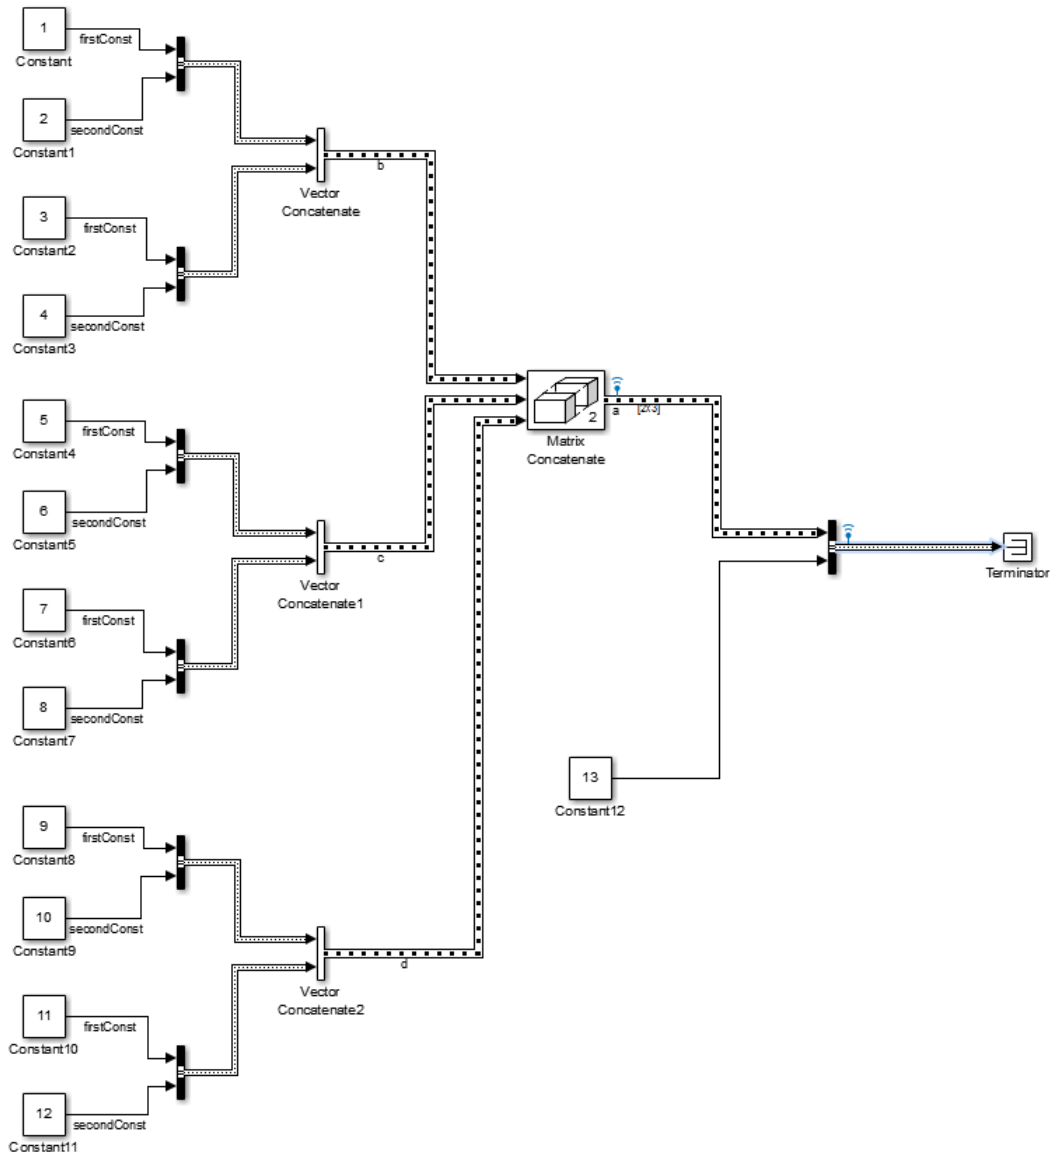 1
firstConst
Constant
2
secondConst
Constant1
Vector
Concatenate
b
3
firstConst
Constant2
4
secondConst
Constant3
5
firstConst
Constant4
6
secondConst
Constant5
Vector
Concatenate1
c
7
firstConst
Constant6
8
secondConst
Constant7
2
a
[2x3]
Matrix
Concatenate
Terminator
13
Constant12
9
firstConst
Constant8
10
secondConst
Constant9
Vector
Concatenate2
d
11
firstConst
Constant10
12
secondConst
Constant11